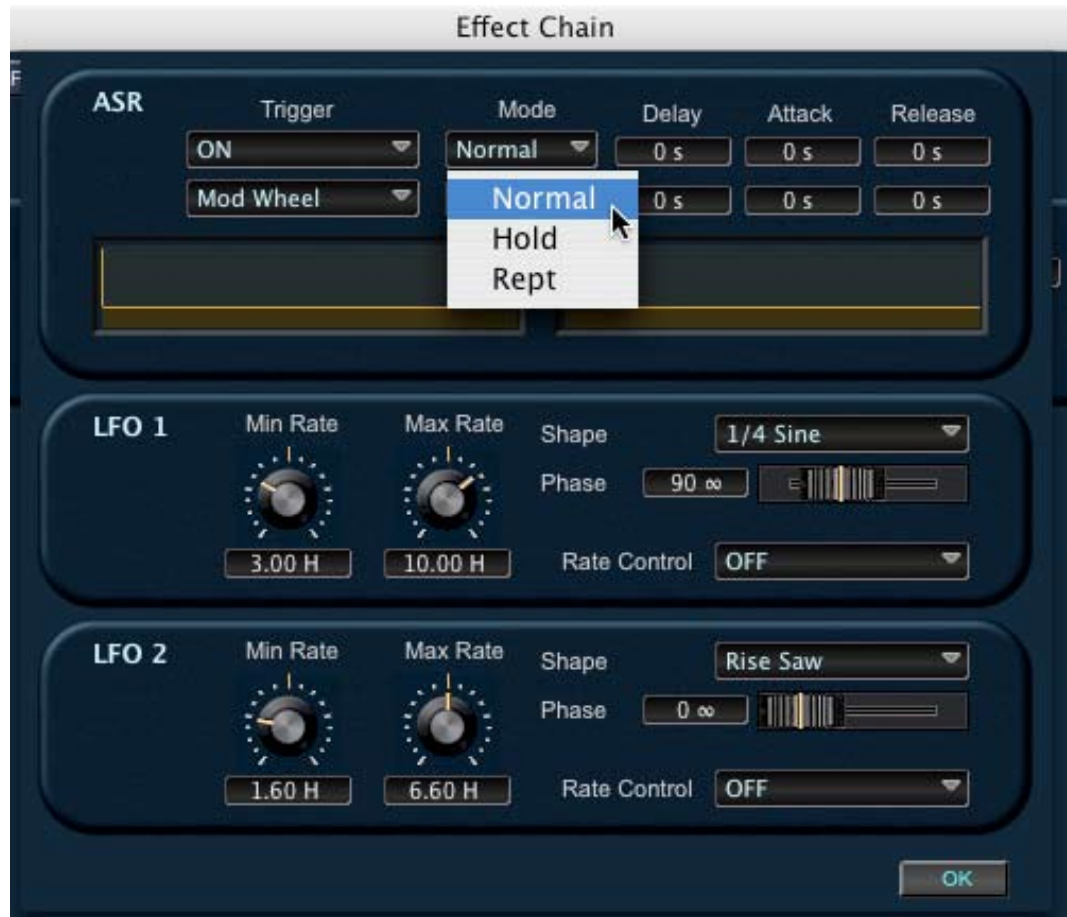 Effect Chain
F
ASR Trigger Mode Delay Attack Release
ON Normal 0 s 0 s 0 s
Mod Wheel 0 s 0 s 0 s
Normal
Hold
Rept
LFO 1 Min Rate Max Rate Shape 1/4 Sine
Phase 90 ∞
3.00 H 10.00 H Rate Control OFF
LFO 2 Min Rate Max Rate Shape Rise Saw
Phase 0 ∞
1.60 H 6.60 H Rate Control OFF
OK